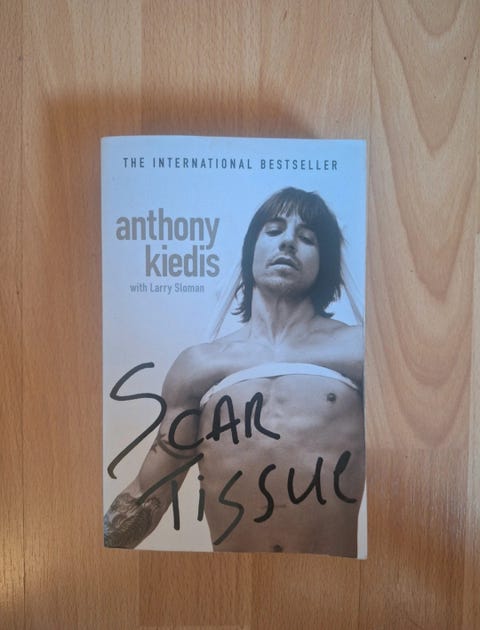 THE INTERNATIONAL BESTSELLER
anthony
kiedis
with Larry Sloman
SCAR
TISSUE